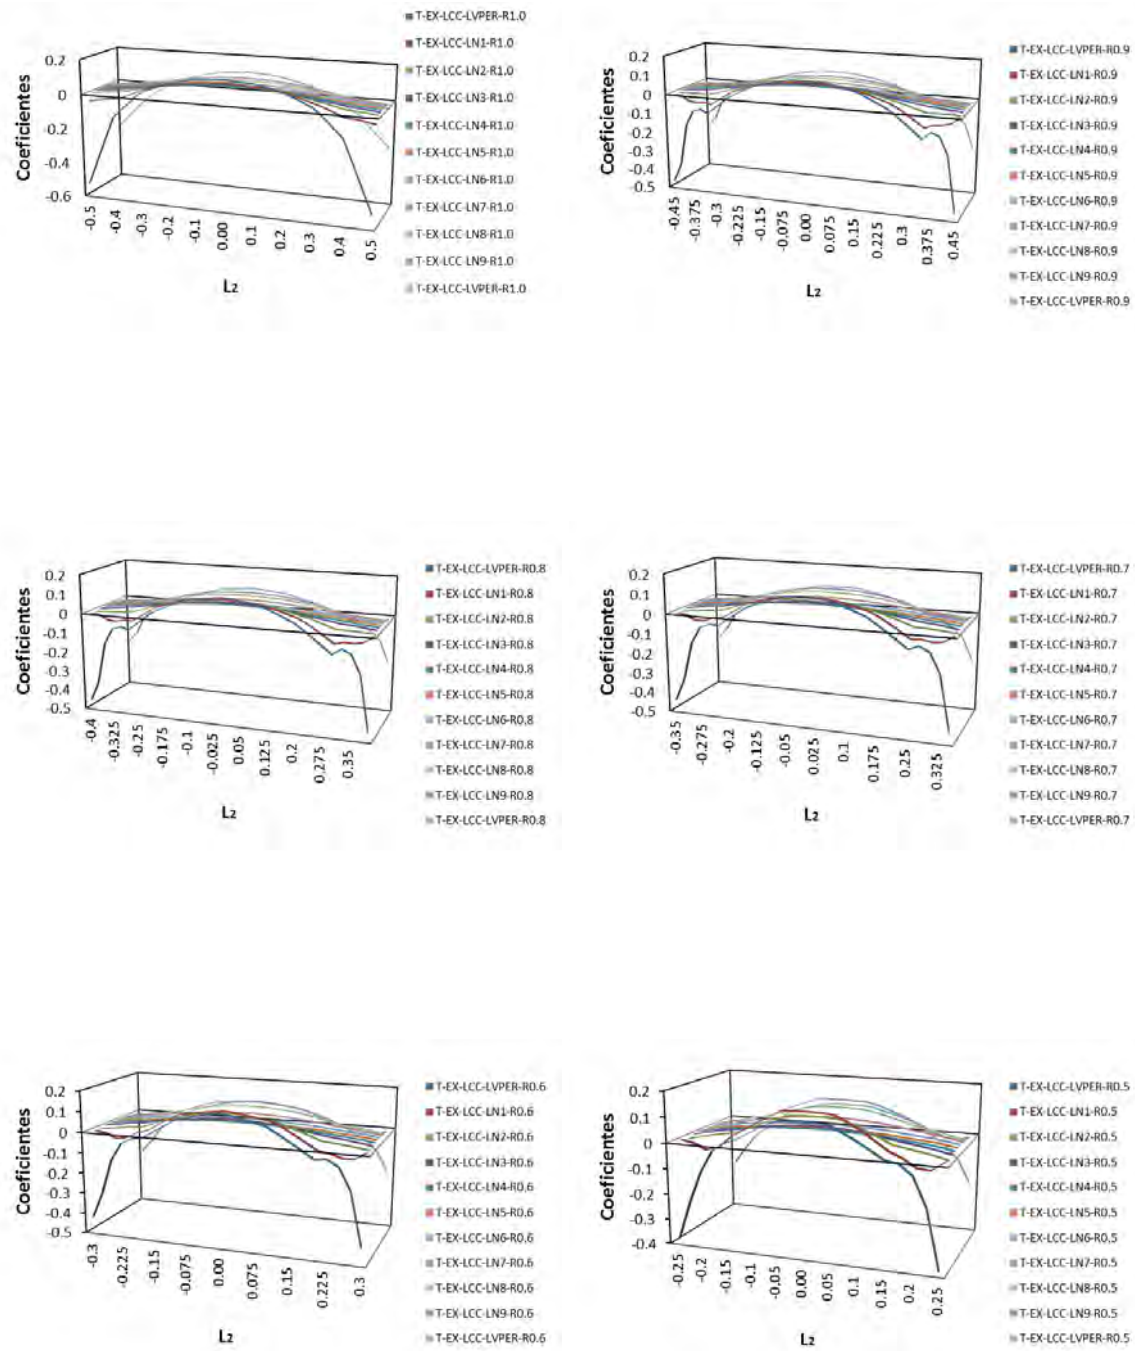 Coeficientes
0.2
0
-0.2
-0.4
-0.6
-0.5
-0.4
-0.3
-0.2
-0.1
0.00
0.1
0.2
0.3
0.4
0.5
L2
T-EX-LCC-LVPER-R1.0
T-EX-LCC-LN1-R1.0
T-EX-LCC-LN2-R1.0
T-EX-LCC-LN3-R1.0
T-EX-LCC-LN4-R1.0
T-EX-LCC-LN5-R1.0
T-EX-LCC-LN6-R1.0
T-EX-LCC-LN7-R1.0
T-EX-LCC-LN8-R1.0
T-EX-LCC-LN9-R1.0
T-EX-LCC-LVPER-R1.0
Coeficientes
0.2
0.1
0
-0.1
-0.2
-0.3
-0.4
-0.5
-0.45
-0.375
-0.3
-0.225
-0.15
-0.075
0.00
0.075
0.15
0.225
0.3
0.375
0.45
L2
T-EX-LCC-LVPER-R0.9
T-EX-LCC-LN1-R0.9
T-EX-LCC-LN2-R0.9
T-EX-LCC-LN3-R0.9
T-EX-LCC-LN4-R0.9
T-EX-LCC-LN5-R0.9
T-EX-LCC-LN6-R0.9
T-EX-LCC-LN7-R0.9
T-EX-LCC-LN8-R0.9
T-EX-LCC-LN9-R0.9
T-EX-LCC-LVPER-R0.9
Coeficientes
0.2
0.1
0
-0.1
-0.2
-0.3
-0.4
-0.5
-0.4
-0.325
-0.25
-0.175
-0.1
-0.025
0.05
0.125
0.2
0.275
0.35
L2
T-EX-LCC-LVPER-R0.8
T-EX-LCC-LN1-R0.8
T-EX-LCC-LN2-R0.8
T-EX-LCC-LN3-R0.8
T-EX-LCC-LN4-R0.8
T-EX-LCC-LN5-R0.8
T-EX-LCC-LN6-R0.8
T-EX-LCC-LN7-R0.8
T-EX-LCC-LN8-R0.8
T-EX-LCC-LN9-R0.8
T-EX-LCC-LVPER-R0.8
Coeficientes
0.2
0.1
0
-0.1
-0.2
-0.3
-0.4
-0.5
-0.35
-0.275
-0.2
-0.125
-0.05
0.025
0.1
0.175
0.25
0.325
L2
T-EX-LCC-LVPER-R0.7
T-EX-LCC-LN1-R0.7
T-EX-LCC-LN2-R0.7
T-EX-LCC-LN3-R0.7
T-EX-LCC-LN4-R0.7
T-EX-LCC-LN5-R0.7
T-EX-LCC-LN6-R0.7
T-EX-LCC-LN7-R0.7
T-EX-LCC-LN8-R0.7
T-EX-LCC-LN9-R0.7
T-EX-LCC-LVPER-R0.7
Coeficientes
0.2
0.1
0
-0.1
-0.2
-0.3
-0.4
-0.5
-0.3
-0.225
-0.15
-0.075
0.00
0.075
0.15
0.225
0.3
L2
T-EX-LCC-LVPER-R0.6
T-EX-LCC-LN1-R0.6
T-EX-LCC-LN2-R0.6
T-EX-LCC-LN3-R0.6
T-EX-LCC-LN4-R0.6
T-EX-LCC-LN5-R0.6
T-EX-LCC-LN6-R0.6
T-EX-LCC-LN7-R0.6
T-EX-LCC-LN8-R0.6
T-EX-LCC-LN9-R0.6
T-EX-LCC-LVPER-R0.6
Coeficientes
0.2
0.1
0
-0.1
-0.2
-0.3
-0.4
-0.25
-0.2
-0.15
-0.1
-0.05
0.00
0.05
0.1
0.15
0.2
0.25
L2
T-EX-LCC-LVPER-R0.5
T-EX-LCC-LN1-R0.5
T-EX-LCC-LN2-R0.5
T-EX-LCC-LN3-R0.5
T-EX-LCC-LN4-R0.5
T-EX-LCC-LN5-R0.5
T-EX-LCC-LN6-R0.5
T-EX-LCC-LN7-R0.5
T-EX-LCC-LN8-R0.5
T-EX-LCC-LN9-R0.5
T-EX-LCC-LVPER-R0.5